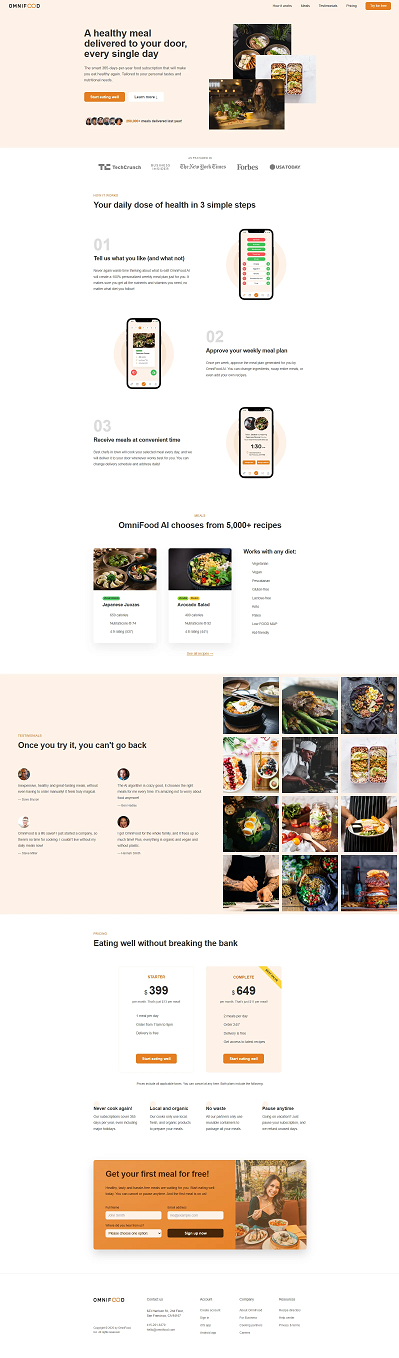 OMNIFOOD
How it works Meals Testimonials Pricing Try for free
A healthy meal
delivered to your door,
every single day
The smart 365-days-per-year food subscription that will make
you eat healthy again. Tailored to your personal tastes and
nutritional needs.
Start eating well
Learn more ↓
250,000+ meals delivered last year!
AS FEATURED IN
TechCrunch
BUSINESS
INSIDER
The New York Times
Forbes
USA TODAY
HOW IT WORKS
Your daily dose of health in 3 simple steps
01
Tell us what you like (and what not)
Never again waste time thinking about what to eat! OmniFood AI
will create a 100% personalized weekly meal plan just for you. It
makes sure you get all the nutrients and vitamins you need, no
matter what diet you follow!
02
Approve your weekly meal plan
Once per week, approve the meal plan generated for you by
OmniFood AI. You can change ingredients, swap entire meals, or
even add your own recipes.
03
Receive meals at convenient time
Best chefs in town will cook your selected meal every day, and we
will deliver it to your door whenever works best for you. You can
change delivery schedule and address daily!
1:30
MEALS
OmniFood AI chooses from 5,000+ recipes
Japanese Gyozas
650 calories
NutriScore ® 74
4.9 rating (537)
Avocado Salad
400 calories
NutriScore ® 92
4.8 rating (441)
Works with any diet:
Vegetarian
Vegan
Pescatarian
Gluten free
Lactose free
Keto
Paleo
Low FODMAP
Kid-friendly
See all recipes →
TESTIMONIALS
Once you try it, you can't go back
Inexpensive, healthy and great-tasting meals, without
even having to order manually! It feels truly magical.
— Dave Bryson
The AI algorithm is crazy good, it chooses the right
meals for me every time. It's amazing not to worry about
food anymore!
— Ben Hadley
OmniFood is a life saver! I just started a company, so
there's no time for cooking. I couldn't live without my
daily meals now!
— Steve Miller
I got OmniFood for the whole family, and it frees up so
much time! Plus, everything is organic and vegan and
without plastic.
— Hannah Smith
PRICING
Eating well without breaking the bank
STARTER
$ 399
per month. That's just $13 per meal!
1 meal per day
Order from 11am to 9pm
Delivery is free
Start eating well
BEST VALUE
COMPLETE
$ 649
per month. That's just $11 per meal!
2 meals per day
Order 24/7
Delivery is free
Get access to latest recipes
Start eating well
Prices include all applicable taxes. You can cancel at any time. Both plans include the following:
Never cook again!
Our subscriptions cover 365
days per year, even including
major holidays.
Local and organic
Our cooks only use local,
fresh, and organic products
to prepare your meals.
No waste
All our partners only use
reusable containers to
package all your meals.
Pause anytime
Going on vacation? Just
pause your subscription, and
we refund unused days.
Get your first meal for free!
Healthy, tasty and hassle-free meals are waiting for you. Start eating well
today. You can cancel or pause anytime. And the first meal is on us!
Full Name
John Smith
Email address
me@example.com
Where did you hear from us?
Please choose one option:
Sign up now
OMNIFOOD
Copyright © by OmniFood,
Inc. All rights reserved.
Contact us
623 Harrison St., 2nd Floor,
San Francisco, CA 94107
415-201-6370
hello@omnifood.com
Account
Create account
Sign in
iOS app
Android app
Company
About OmniFood
For Business
Cooking partners
Careers
Resources
Recipe directory
Help center
Privacy & terms